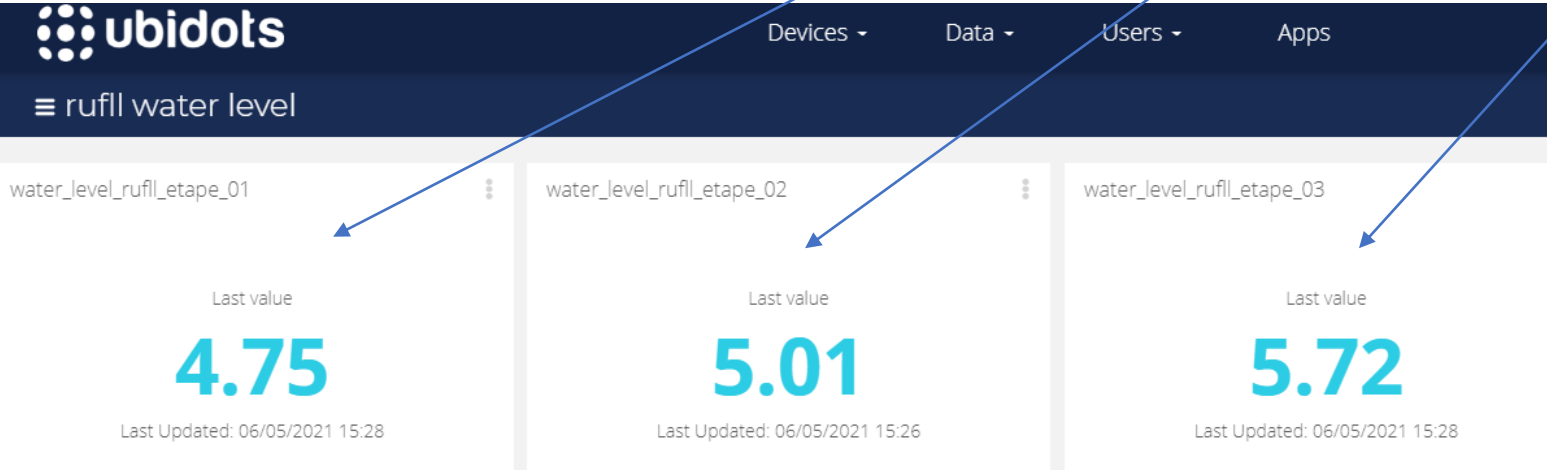 ubidots
Devices Data Users Apps
≡ rufll water level
water_level_rufll_etape_01
Last value
4.75
Last Updated: 06/05/2021 15:28
water_level_rufll_etape_02
Last value
5.01
Last Updated: 06/05/2021 15:26
water_level_rufll_etape_03
Last value
5.72
Last Updated: 06/05/2021 15:28